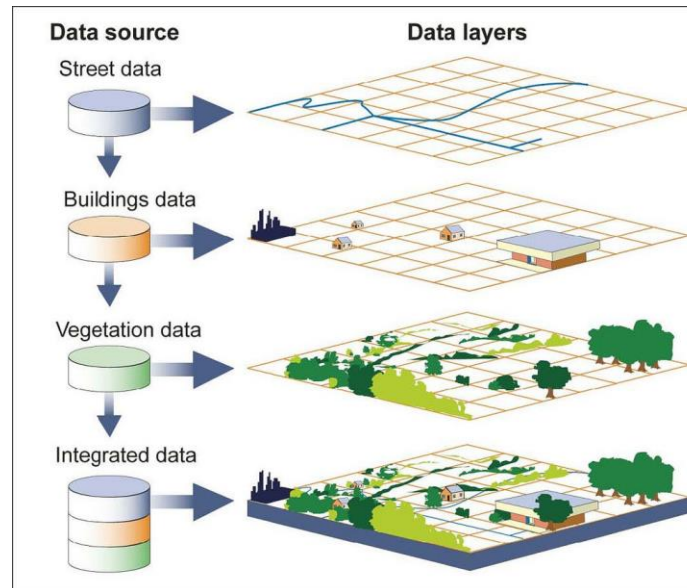 Data source
Data layers
Street data
Buildings data
Vegetation data
Integrated data